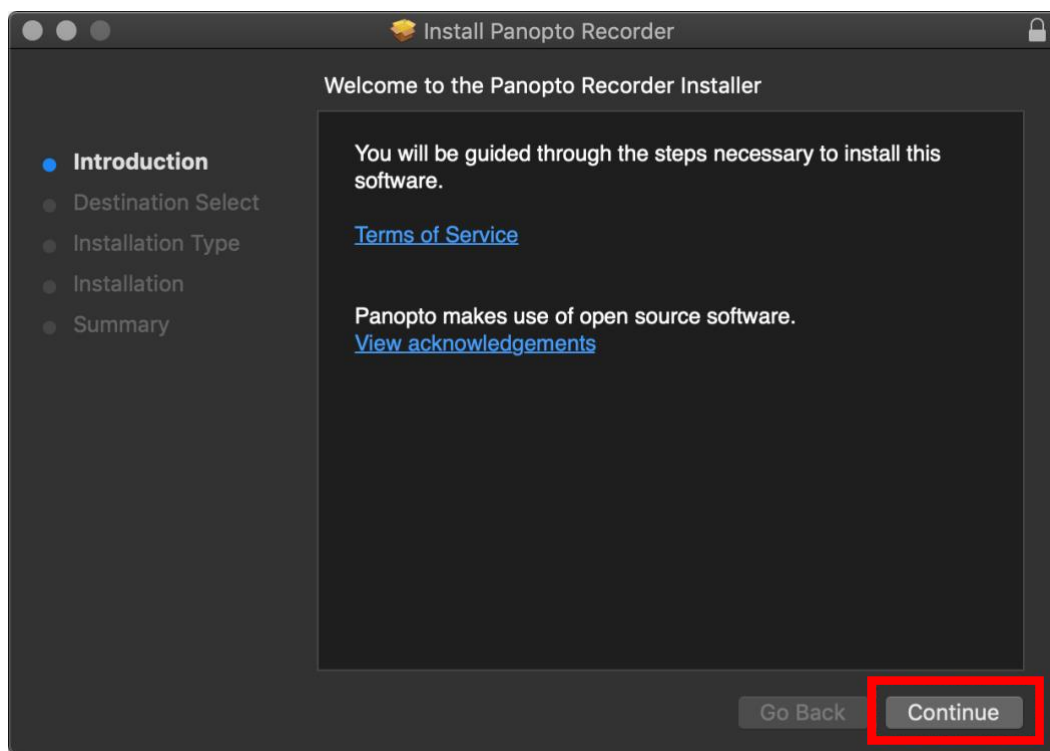 Install Panopto Recorder
Welcome to the Panopto Recorder Installer
Introduction
Destination Select
Installation Type
Installation
Summary
You will be guided through the steps necessary to install this
software.
Terms of Service
Panopto makes use of open source software.
View acknowledgements
Go Back
Continue